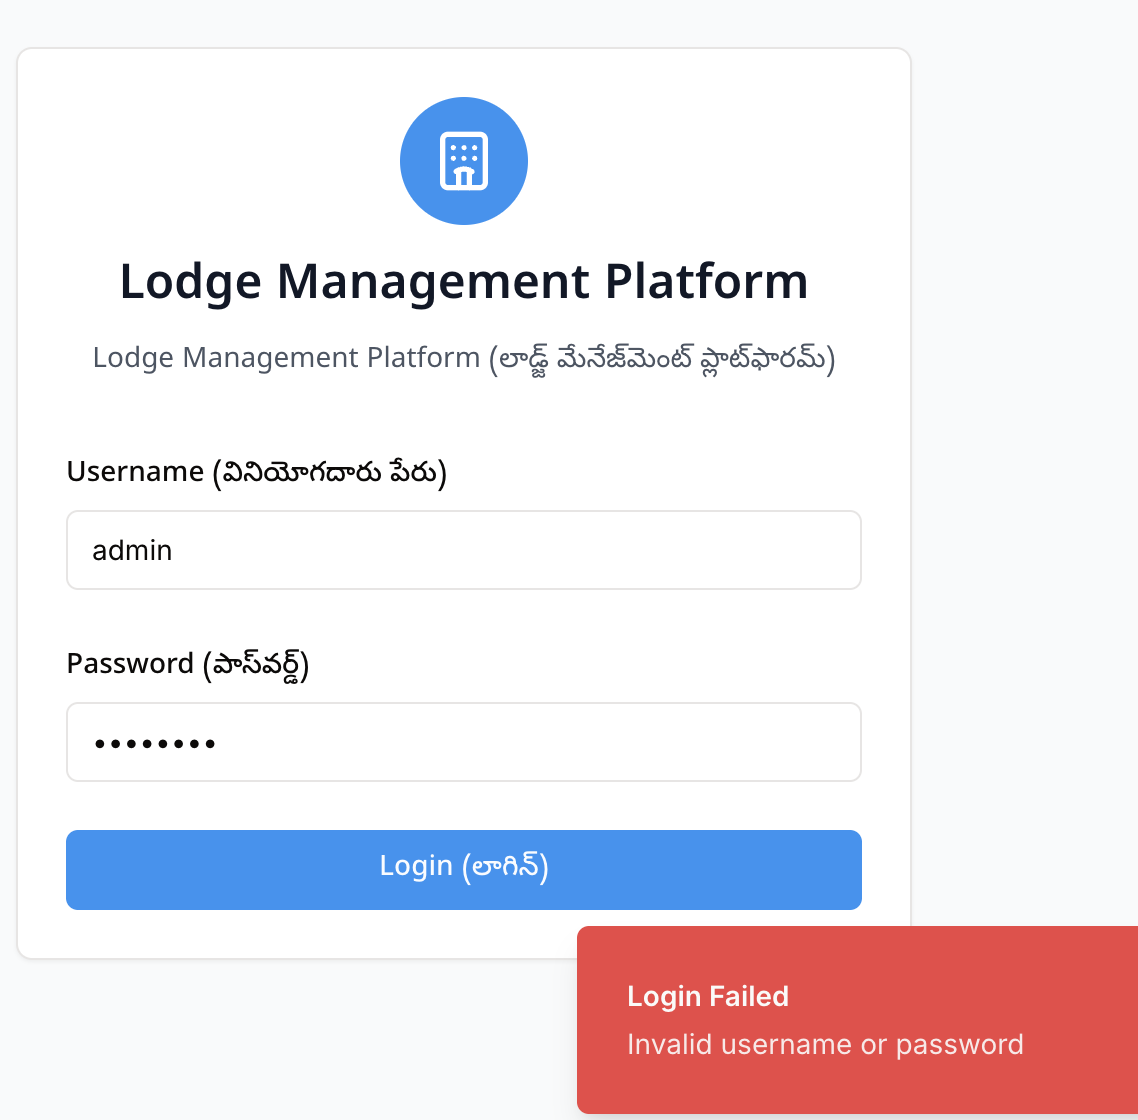 Lodge Management Platform
Lodge Management Platform (లాడ్జ్ మేనేజ్‌మెంట్ ప్లాట్‌ఫారమ్)
Username (వినియోగదారు పేరు)
admin
Password (పాస్‌వర్డ్)
••••••••
Login (లాగిన్)
Login Failed
Invalid username or password